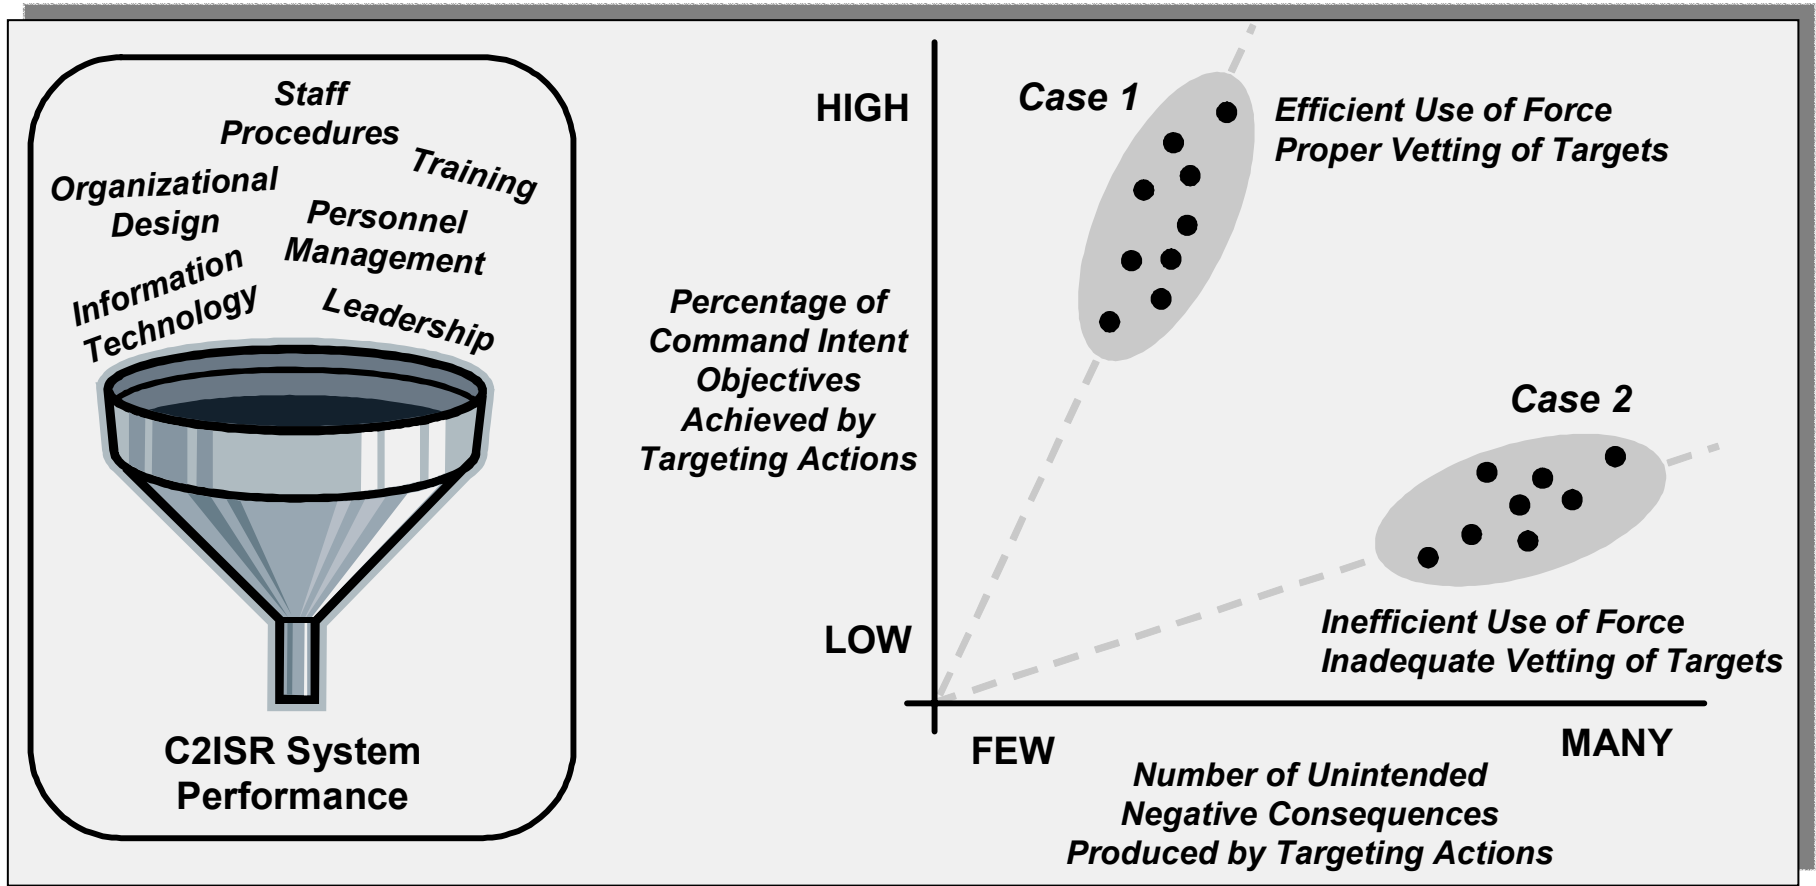 Staff
Procedures
Training
Organizational
Design
Personnel
Management
Information
Technology
Leadership
C2ISR System
Performance
HIGH
Percentage of
Command Intent
Objectives
Achieved by
Targeting Actions
LOW
Case 1
Efficient Use of Force
Proper Vetting of Targets
Case 2
Inefficient Use of Force
Inadequate Vetting of Targets
FEW
MANY
Number of Unintended
Negative Consequences
Produced by Targeting Actions